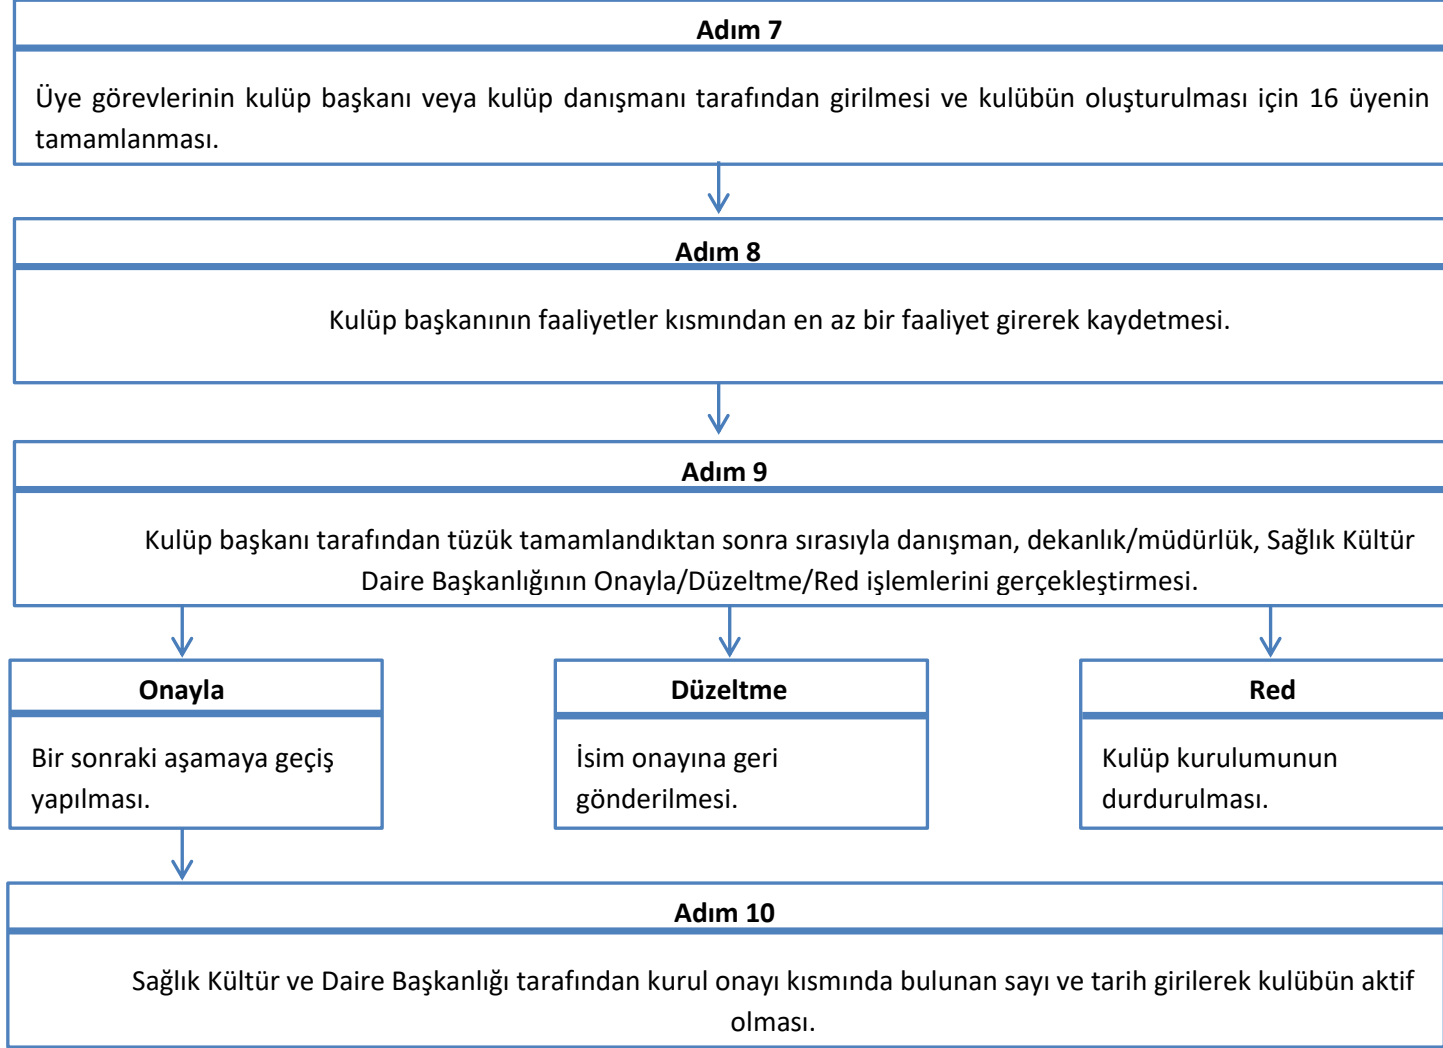 Adım 7
Üye görevlerinin kulüp başkanı veya kulüp danışmanı tarafından girilmesi ve kulübün oluşturulması için 16 üyenin
tamamlanması.
Adım 8
Kulüp başkanının faaliyetler kısmından en az bir faaliyet girerek kaydetmesi.
Adım 9
Kulüp başkanı tarafından tüzük tamamlandıktan sonra sırasıyla danışman, dekanlık/müdürlük, Sağlık Kültür
Daire Başkanlığının Onayla/Düzeltme/Red işlemlerini gerçekleştirmesi.
Onayla
Bir sonraki aşamaya geçiş
yapılması.
Düzeltme
İsim onayına geri
gönderilmesi.
Red
Kulüp kurulumunun
durdurulması.
Adım 10
Sağlık Kültür ve Daire Başkanlığı tarafından kurul onayı kısmında bulunan sayı ve tarih girilerek kulübün aktif
olması.